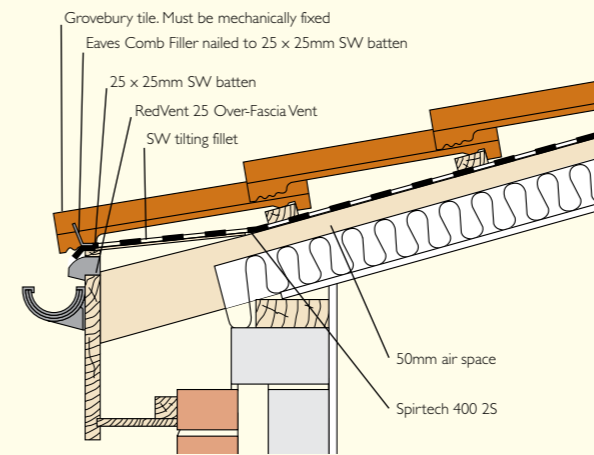 Grovebury tile. Must be mechanically fixed
Eaves Comb Filler nailed to 25 x 25mm SW batten
25 x 25mm SW batten
RedVent 25 Over-Fascia Vent
SW tilting fillet
50mm air space
Spirtech 400 2S